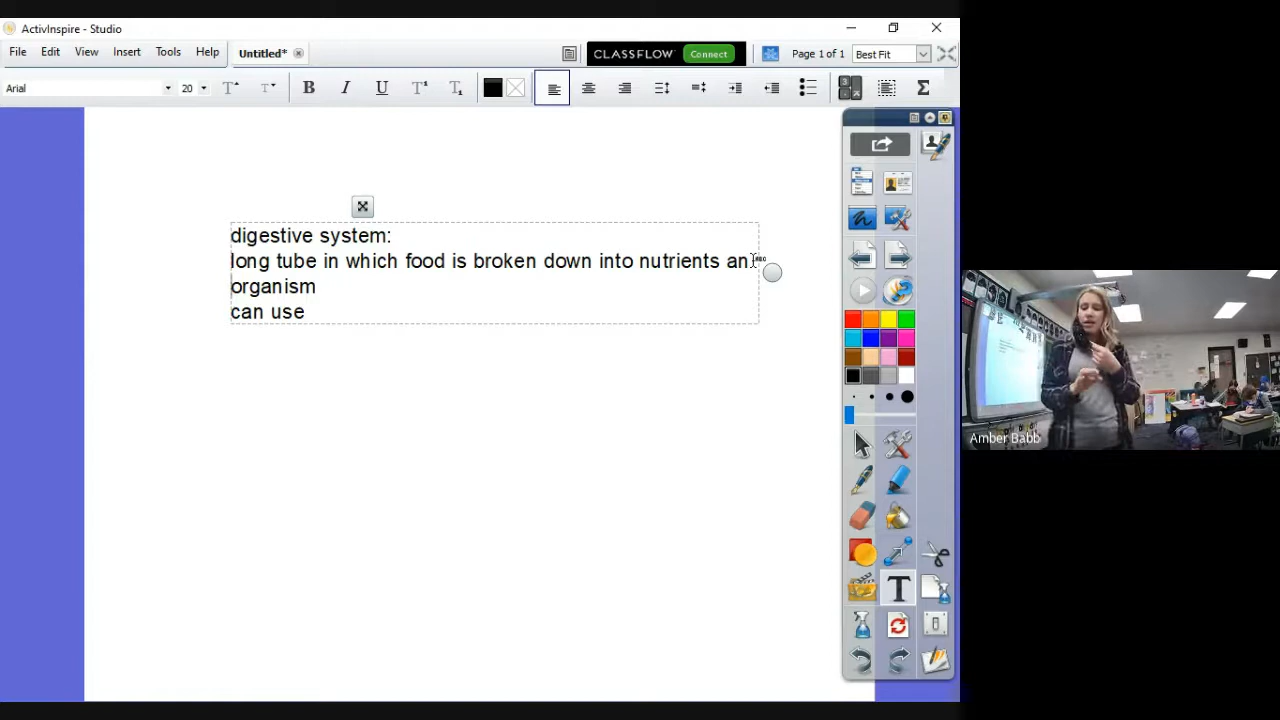 ActivInspire - Studio
File Edit View Insert Tools Help Untitled* CLASSFLOW Connect Page 1 of 1 Best Fit
Arial 20 B I U T T
digestive system:
long tube in which food is broken down into nutrients an
organism
can use
T
Amber Babb